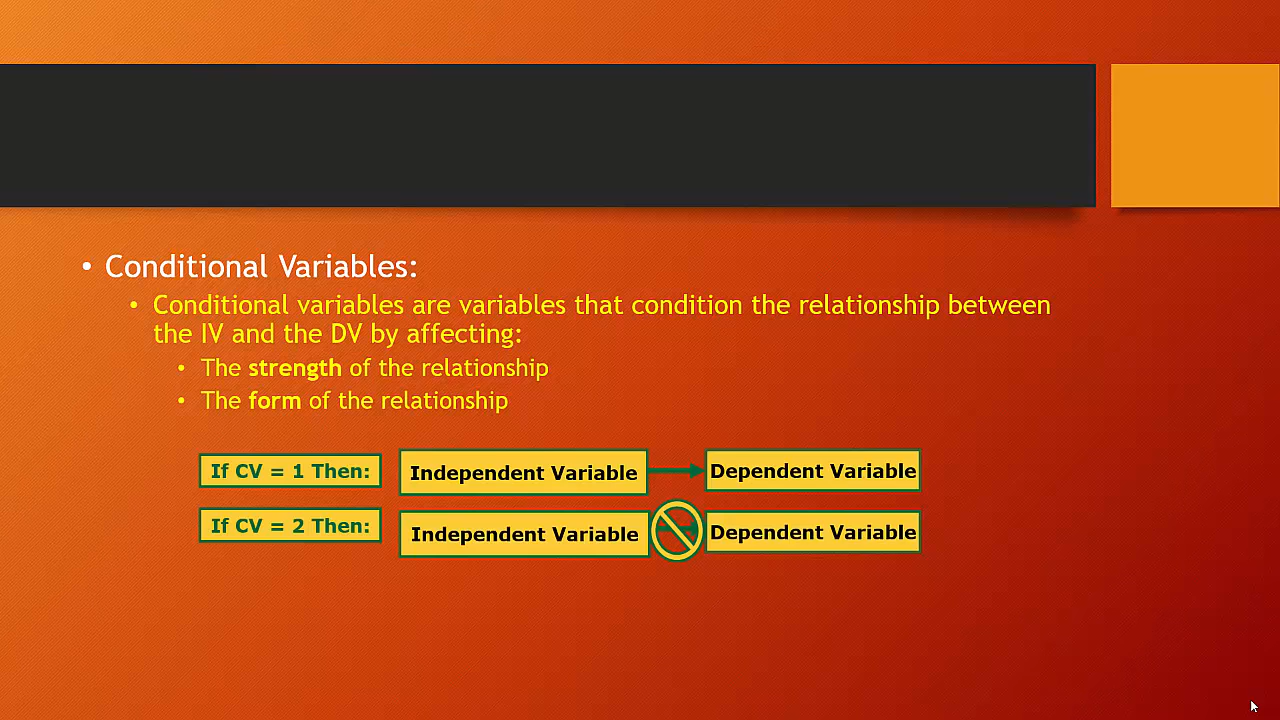 • Conditional Variables:
• Conditional variables are variables that condition the relationship between
the IV and the DV by affecting:
• The strength of the relationship
• The form of the relationship
If CV = 1 Then: Independent Variable Dependent Variable
If CV = 2 Then: Independent Variable Dependent Variable